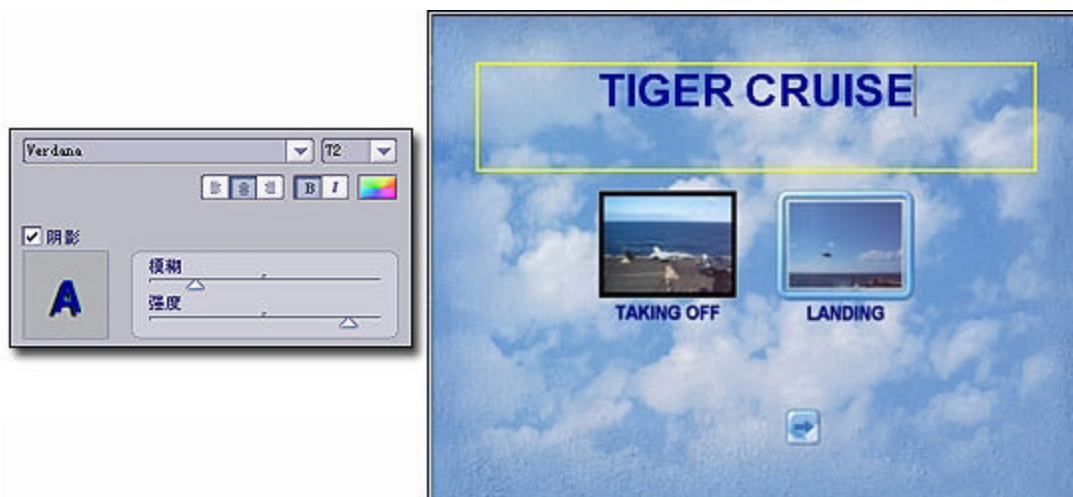 Verdana
72
B I
阴影
A
模糊
强度
TIGER CRUISE
TAKING OFF
LANDING